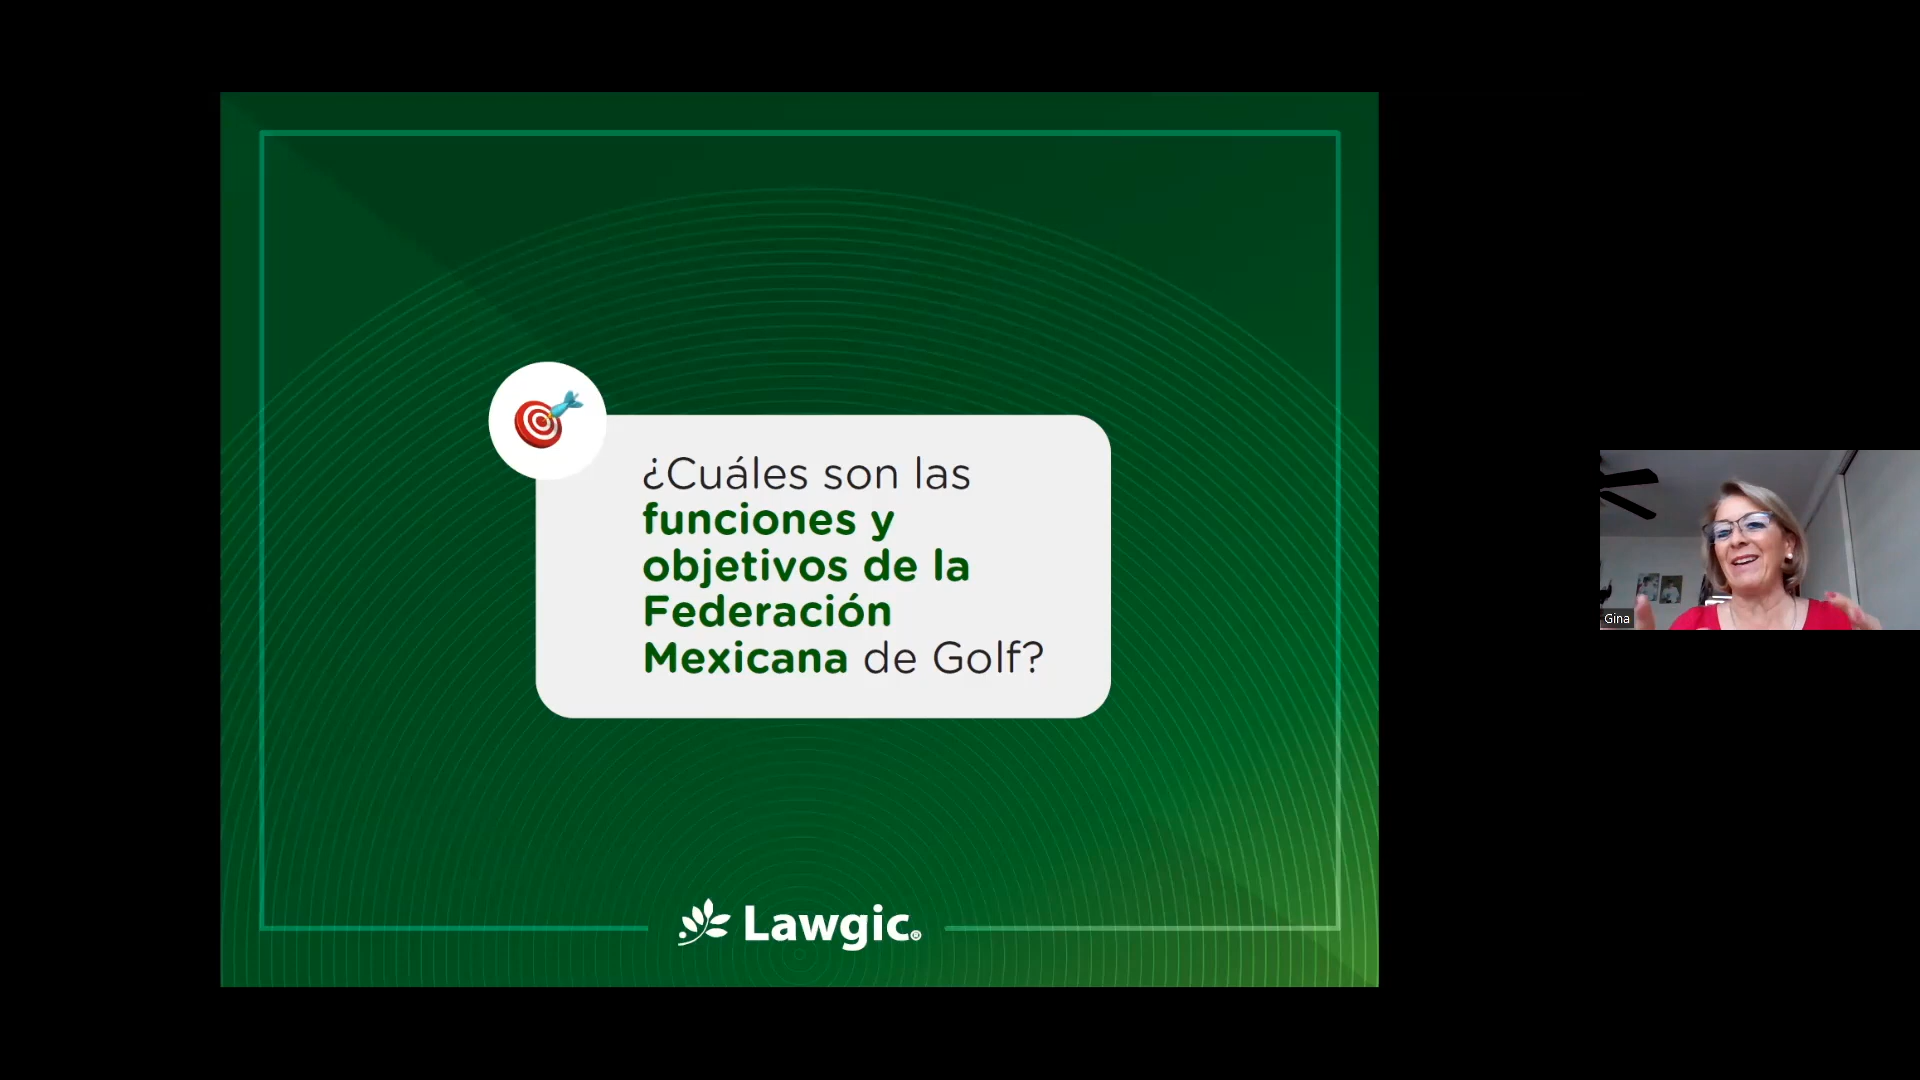 ¿Cuáles son las
funciones y
objetivos de la
Federación
Mexicana de Golf?
Gina
Lawgic®